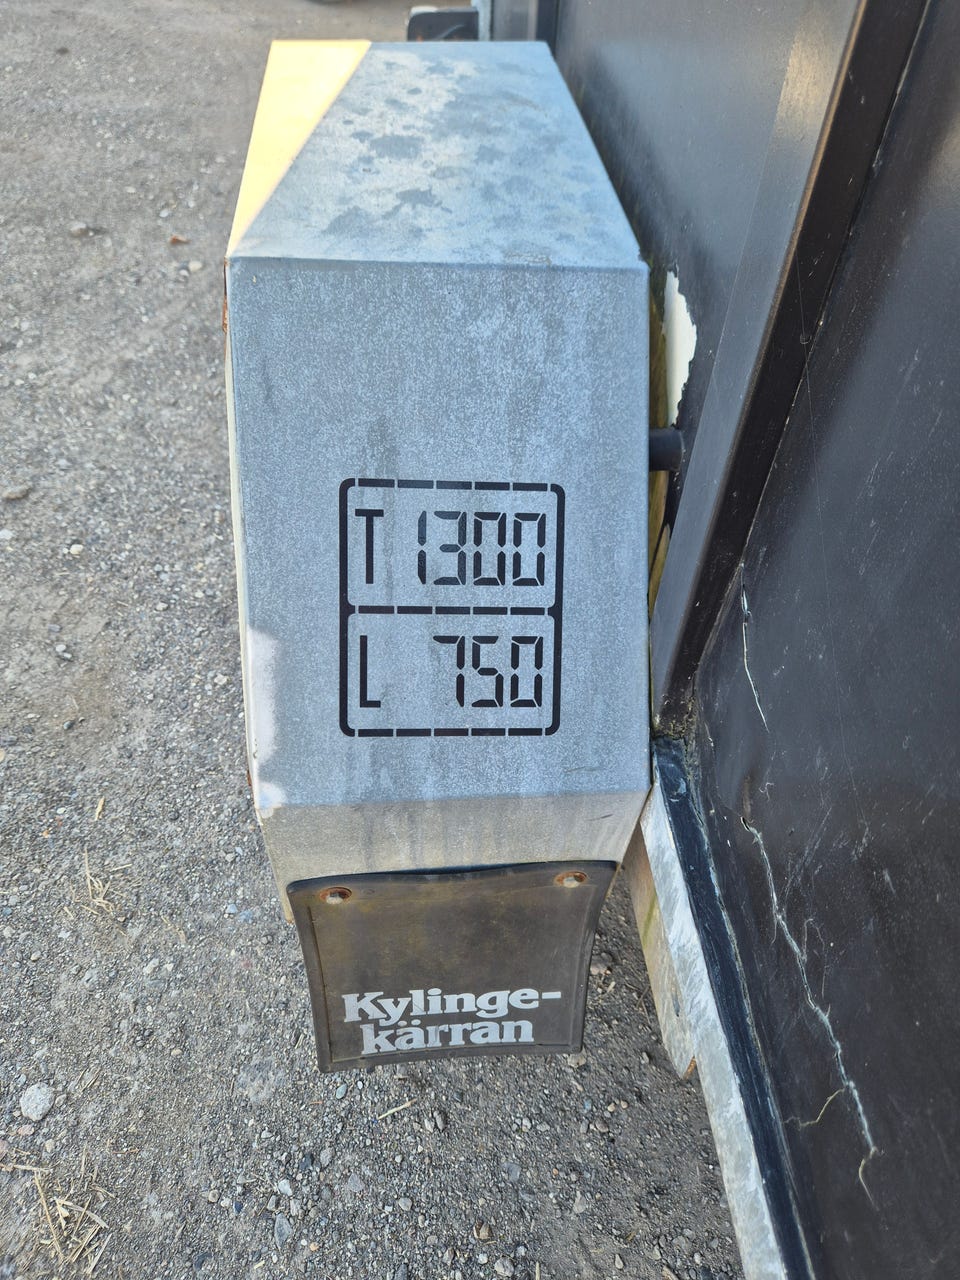 T 1300
L 750
Kylinge-
kärran